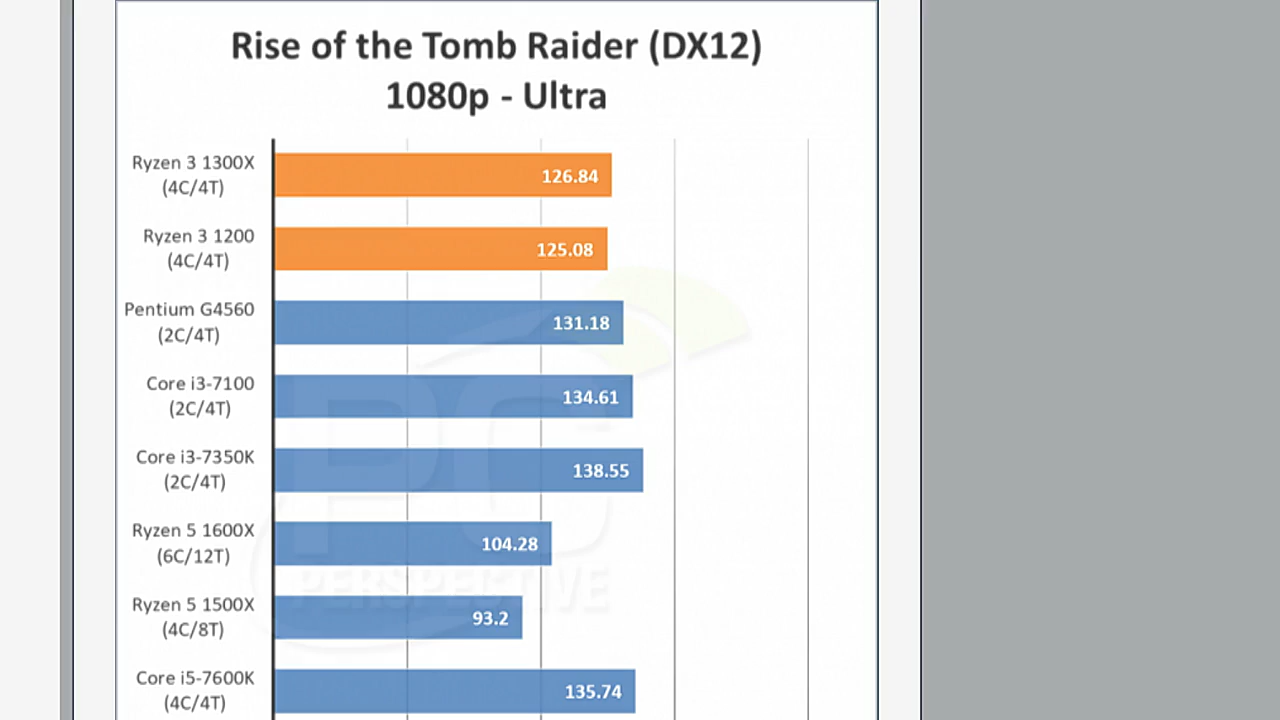 Rise of the Tomb Raider (DX12)
1080p - Ultra
Ryzen 3 1300X
(4C/4T)
126.84
Ryzen 3 1200
(4C/4T)
125.08
Pentium G4560
(2C/4T)
131.18
Core i3-7100
(2C/4T)
134.61
Core i3-7350K
(2C/4T)
138.55
Ryzen 5 1600X
(6C/12T)
104.28
Ryzen 5 1500X
(4C/8T)
93.2
Core i5-7600K
(4C/4T)
135.74
PC
PERSPECTIVE